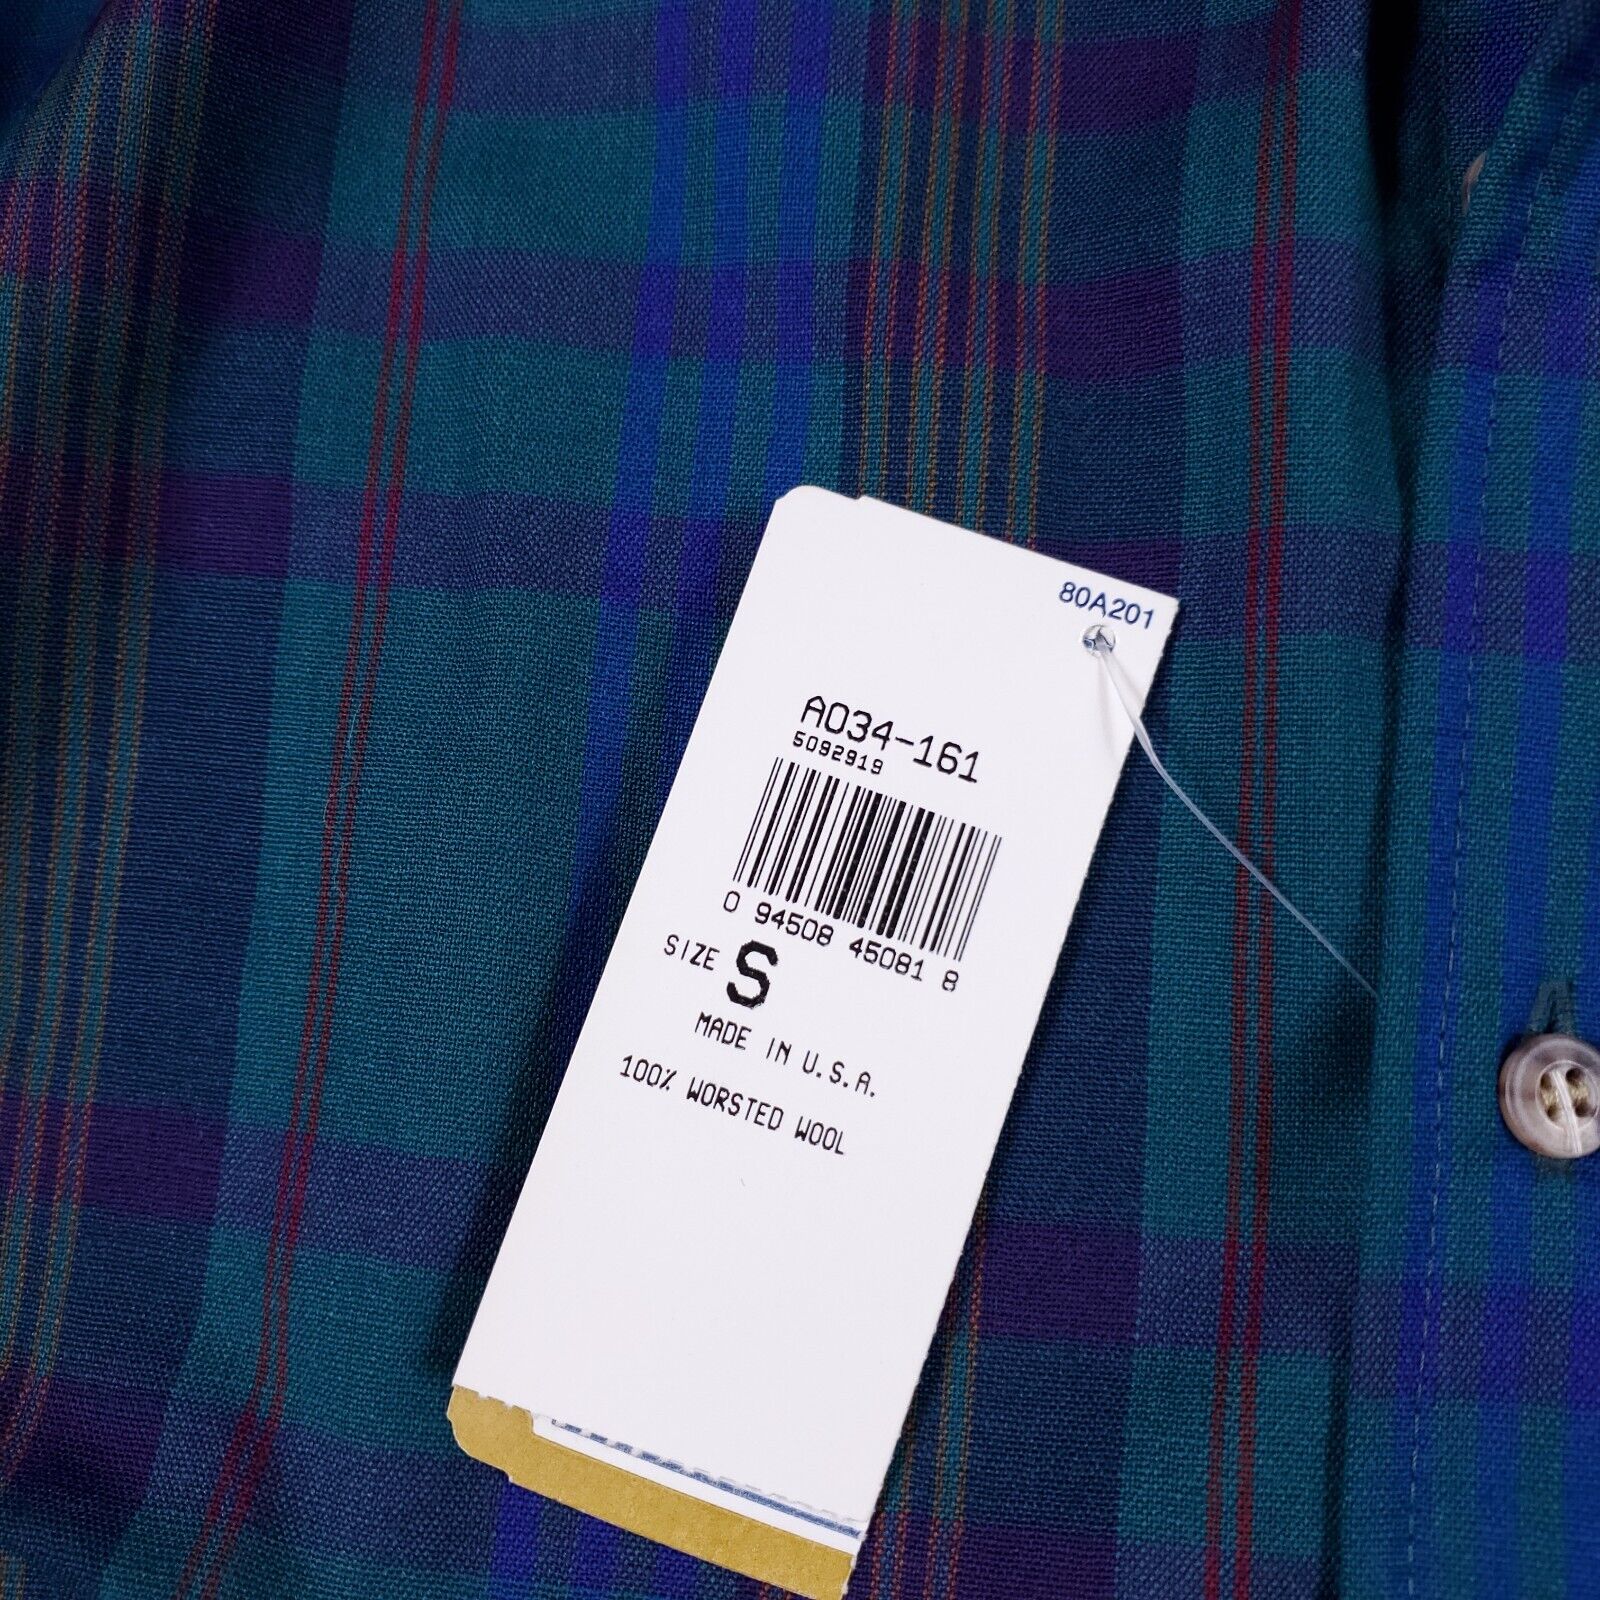 80A201
A034-161
5092919
0 94508 45081 8
SIZE S
MADE IN U.S.A.
100% WORSTED WOOL